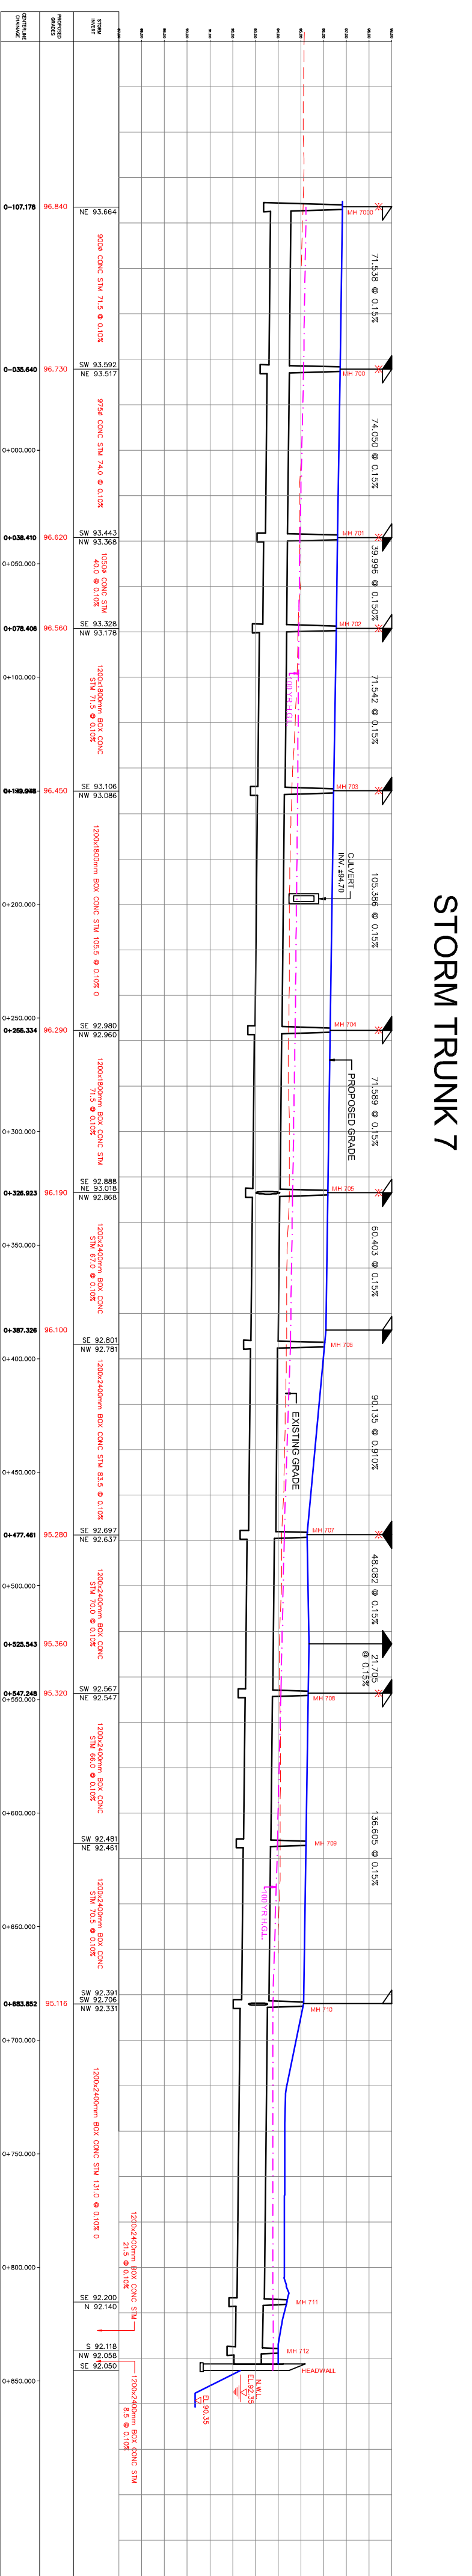 STORM TRUNK 7
71.538 @ 0.15%
74.050 @ 0.15%
39.996 @ 0.150%
71.542 @ 0.15%
105.386 @ 0.15%
71.589 @ 0.15%
60.403 @ 0.15%
90.135 @ 0.910%
48.082 @ 0.15%
21.705
@ 0.15%
136.605 @ 0.15%
MH 7000
MH 700
MH 701
MH 702
MH 703
MH 704
MH 705
MH 706
MH 707
MH 708
MH 709
MH 710
MH 711
MH 712
HEADWALL
CULVERT
INV.±94.70
PROPOSED GRADE
EXISTING GRADE
100 YR H.G.L.
100 YR H.G.L.
N.W.L.
EL.92.35
EL 90.35
STORM
INVERT
NE 93.664
900ø CONC STM 71.5 @ 0.10%
SW 93.592
NE 93.517
975ø CONC STM 74.0 @ 0.10%
SW 93.443
NW 93.368
1050ø CONC STM
40.0 @ 0.10%
SE 93.328
NW 93.178
1200x1800mm BOX CONC
STM 71.5 @ 0.10%
SE 93.106
NW 93.086
1200x1800mm BOX CONC STM 105.5 @ 0.10% 0
SE 92.980
NW 92.960
1200x1800mm BOX CONC STM
71.5 @ 0.10%
SE 92.888
NE 93.018
NW 92.868
1200x2400mm BOX CONC
STM 67.0 @ 0.10%
SE 92.801
NW 92.781
1200x2400mm BOX CONC STM 83.5 @ 0.10%
SE 92.697
NE 92.637
1200x2400mm BOX CONC
STM 70.0 @ 0.10%
SW 92.567
NE 92.547
1200x2400mm BOX CONC
STM 66.0 @ 0.10%
SW 92.481
NE 92.461
1200x2400mm BOX CONC
STM 70.5 @ 0.10%
SW 92.391
SW 92.706
NW 92.331
1200x2400mm BOX CONC STM 131.0 @ 0.10% 0
SE 92.200
N 92.140
1200x2400mm BOX CONC STM
21.5 @ 0.10%
S 92.118
NW 92.058
SE 92.050
1200x2400mm BOX CONC STM
8.5 @ 0.10%
PROPOSED
GRADES
96.840
96.730
96.620
96.560
96.450
96.290
96.190
96.100
95.280
95.360
95.320
95.116
CENTERLINE
CHAINAGE
0-107.178
0-035.640
0+000.000
0+038.410
0+050.000
0+078.406
0+100.000
0+200.000
0+250.000
0+255.334
0+300.000
0+326.923
0+350.000
0+387.326
0+400.000
0+450.000
0+477.461
0+500.000
0+525.543
0+547.248
0+550.000
0+600.000
0+650.000
0+683.852
0+700.000
0+750.000
0+800.000
0+850.000